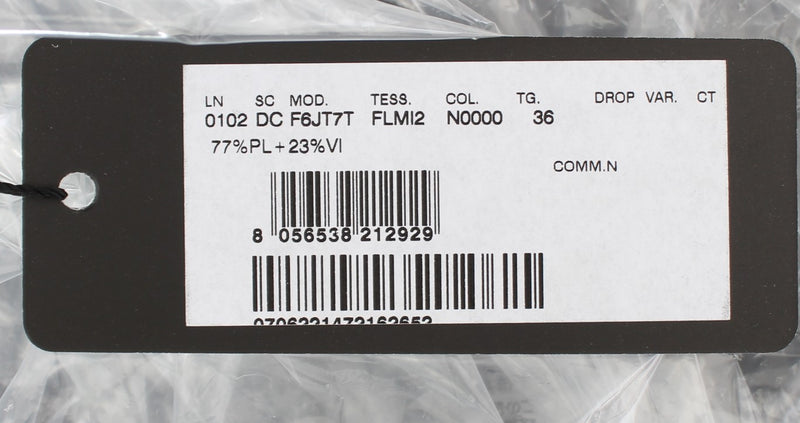 LN SC MOD. TESS. COL. TG. DROP VAR. CT
0102 DC F6JT7T FLMI2 N0000 36
77%PL+23%VI
COMM.N
8 056538 212929